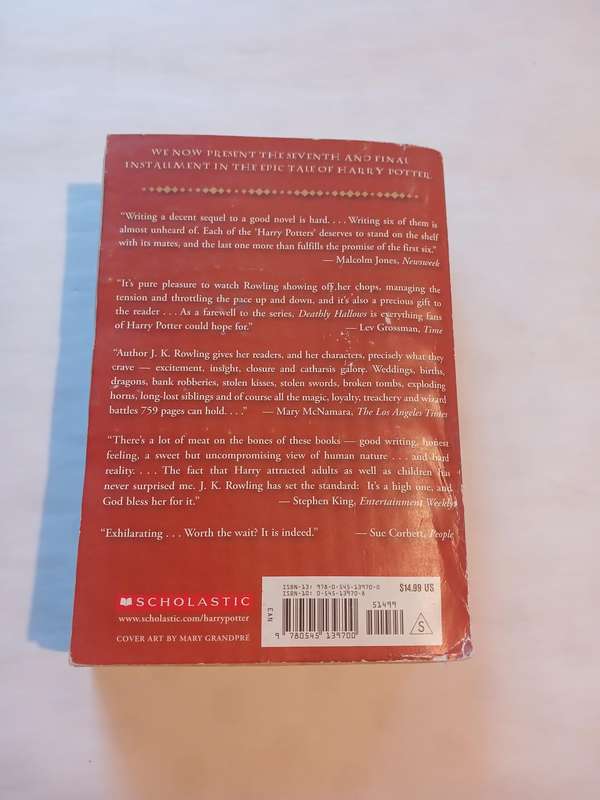 WE NOW PRESENT THE SEVENTH AND FINAL
INSTALLMENT IN THE EPIC TALE OF HARRY POTTER
“Writing a decent sequel to a good novel is hard. . . . Writing six of them is
almost unheard of. Each of the ‘Harry Potters’ deserves to stand on the shelf
with its mates, and the last one more than fulfills the promise of the first six.”
— Malcolm Jones, Newsweek
“It’s pure pleasure to watch Rowling showing off her chops, managing the
tension and throttling the pace up and down, and it’s also a precious gift to
the reader . . . As a farewell to the series, Deathly Hallows is everything fans
of Harry Potter could hope for.” — Lev Grossman, Time
“Author J. K. Rowling gives her readers, and her characters, precisely what they
crave — excitement, insight, closure and catharsis galore. Weddings, births,
dragons, bank robberies, stolen kisses, stolen swords, broken tombs, exploding
horns, long-lost siblings and of course all the magic, loyalty, treachery and wizard
battles 759 pages can hold. . . .” — Mary McNamara, The Los Angeles Times
“There’s a lot of meat on the bones of these books — good writing, honest
feeling, a sweet but uncompromising view of human nature . . . and hard
reality. . . . The fact that Harry attracted adults as well as children has
never surprised me. J. K. Rowling has set the standard: It’s a high one, and
God bless her for it.” — Stephen King, Entertainment Weekly
“Exhilarating . . . Worth the wait? It is indeed.” — Sue Corbett, People
SCHOLASTIC
www.scholastic.com/harrypotter
COVER ART BY MARY GRANDPRÉ
ISBN-13: 978-0-545-13970-0
ISBN-10: 0-545-13970-8
$14.99 US
51499
EAN
9 780545 139700
S